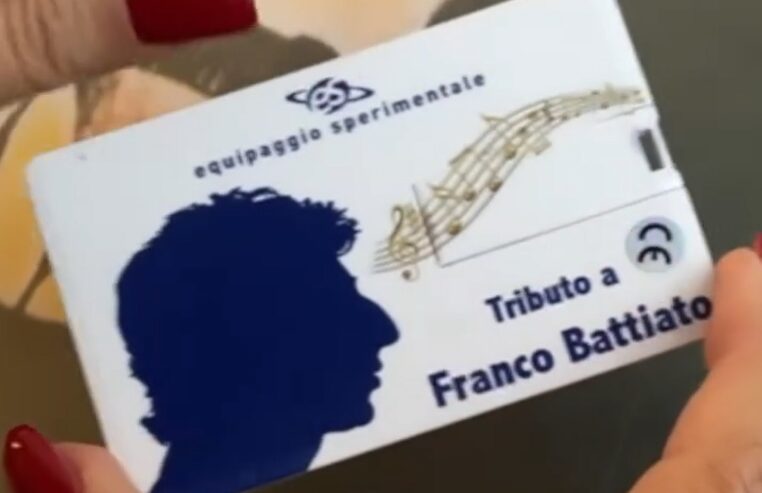 equipaggio sperimentale
CE
Tributo a
Franco Battiato